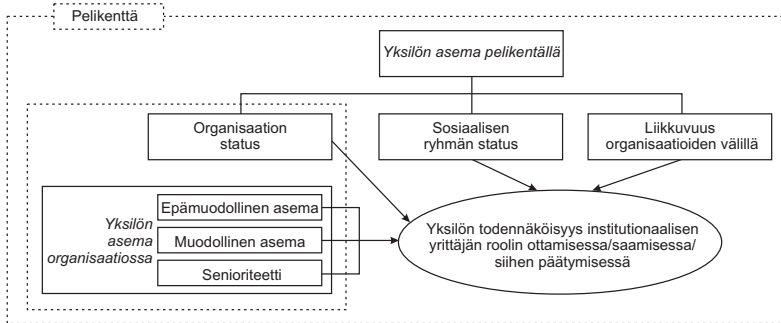 Pelikenttä
Yksilön asema pelikentällä
Organisaation
status
Sosiaalisen
ryhmän status
Liikkuvuus
organisaatioiden välillä
Yksilön
asema
organisaatiossa
Epämuodollinen asema
Muodollinen asema
Senioriteetti
Yksilön todennäköisyys institutionaalisen
yrittäjän roolin ottamisessa/saamisessa/
siihen päätymisessä